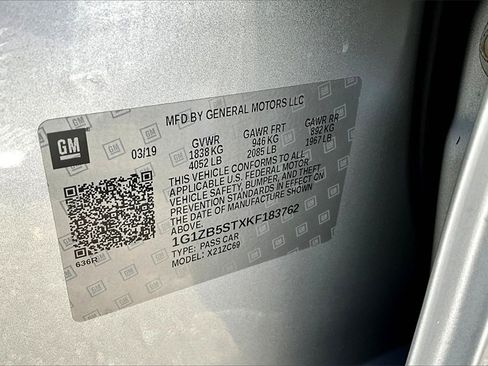 MFD BY GENERAL MOTORS LLC
GM
03/19
GVWR GAWR FRT GAWR RR
1838 KG 946 KG 892 KG
4052 LB 2085 LB 1967 LB
THIS VEHICLE CONFORMS TO ALL
APPLICABLE U.S. FEDERAL MOTOR
VEHICLE SAFETY, BUMPER, AND THEFT
PREVENTION STANDARDS IN EFFECT ON
THE DATE OF MANUFACTURE SHOWN
ABOVE.
1G1ZB5STXKF183762
TYPE: PASS CAR
MODEL: X21ZC69
636R